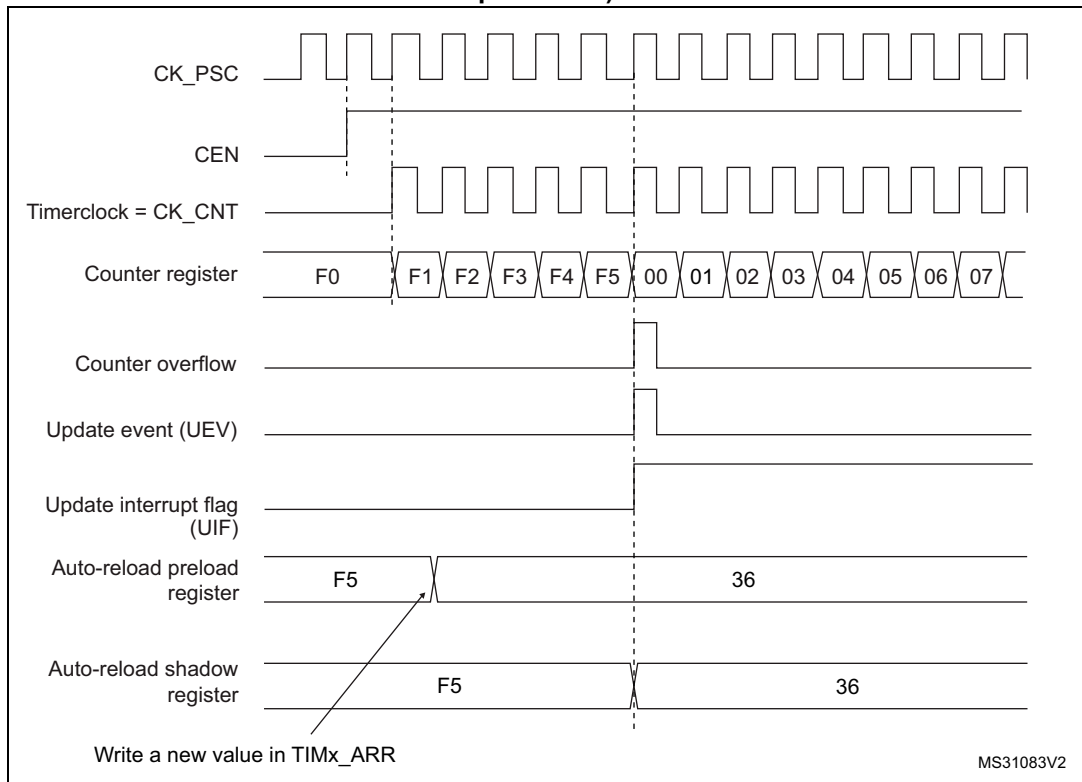 CK_PSC
CEN
Timerclock = CK_CNT
Counter register F0 F1 F2 F3 F4 F5 00 01 02 03 04 05 06 07
Counter overflow
Update event (UEV)
Update interrupt flag
(UIF)
Auto-reload preload
register
F5 36
Auto-reload shadow
register
F5 36
Write a new value in TIMx_ARR
MS31083V2